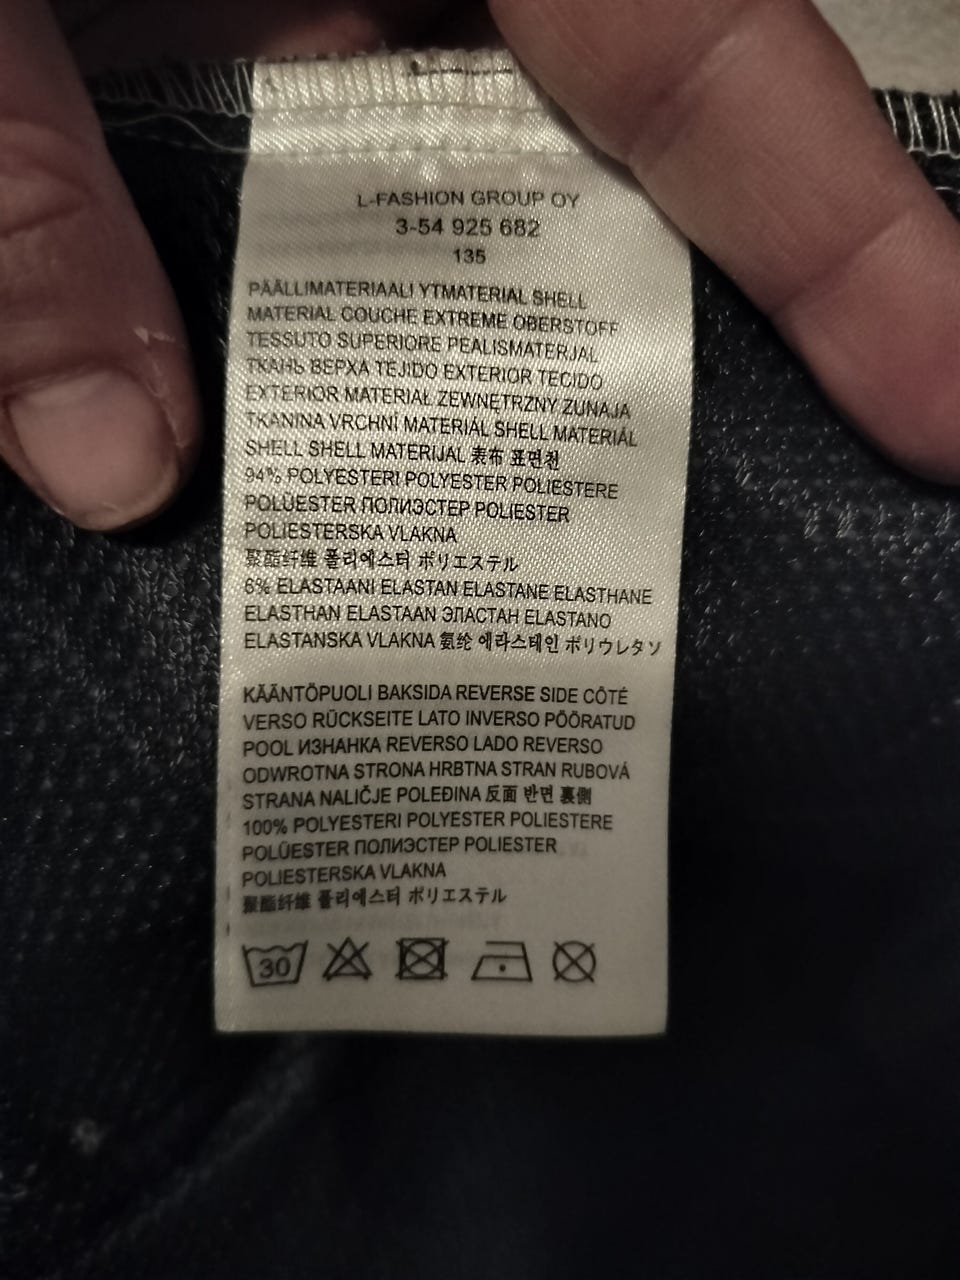 L-FASHION GROUP OY
3-54 925 682
135
PÄÄLLIMATERIAALI YTMATERIAL SHELL
MATERIAL COUCHE EXTREME OBERSTOFF
TESSUTO SUPERIORE PEALISMATERJAL
ТКАНЬ ВЕРХА TEJIDO EXTERIOR TECIDO
EXTERIOR MATERIAŁ ZEWNĘTRZNY ZUNAJA
TKANINA VRCHNÍ MATERIÁL SHELL MATERIÁL
SHELL SHELL MATERIJAL 表布 표면천
94% POLYESTERI POLYESTER POLIESTERE
POLÜESTER ПОЛИЭСТЕР POLIESTER
POLIESTERSKA VLAKNA
聚酯纤维 폴리에스터 ポリエステル
6% ELASTAANI ELASTAN ELASTANE ELASTHANE
ELASTHAN ELASTAAN ЭЛАСТАН ELASTANO
ELASTANSKA VLAKNA 氨纶 에라스테인 ポリウレタソ
KÄÄNTÖPUOLI BAKSIDA REVERSE SIDE CÔTÉ
VERSO RÜCKSEITE LATO INVERSO PÖÖRATUD
POOL ИЗНАНКА REVERSO LADO REVERSO
ODWROTNA STRONA HRBTNA STRAN RUBOVÁ
STRANA NALIČJE POLEĐINA 反面 반면 裏側
100% POLYESTERI POLYESTER POLIESTERE
POLÜESTER ПОЛИЭСТЕР POLIESTER
POLIESTERSKA VLAKNA
聚酯纤维 폴리에스터 ポリエステル
30